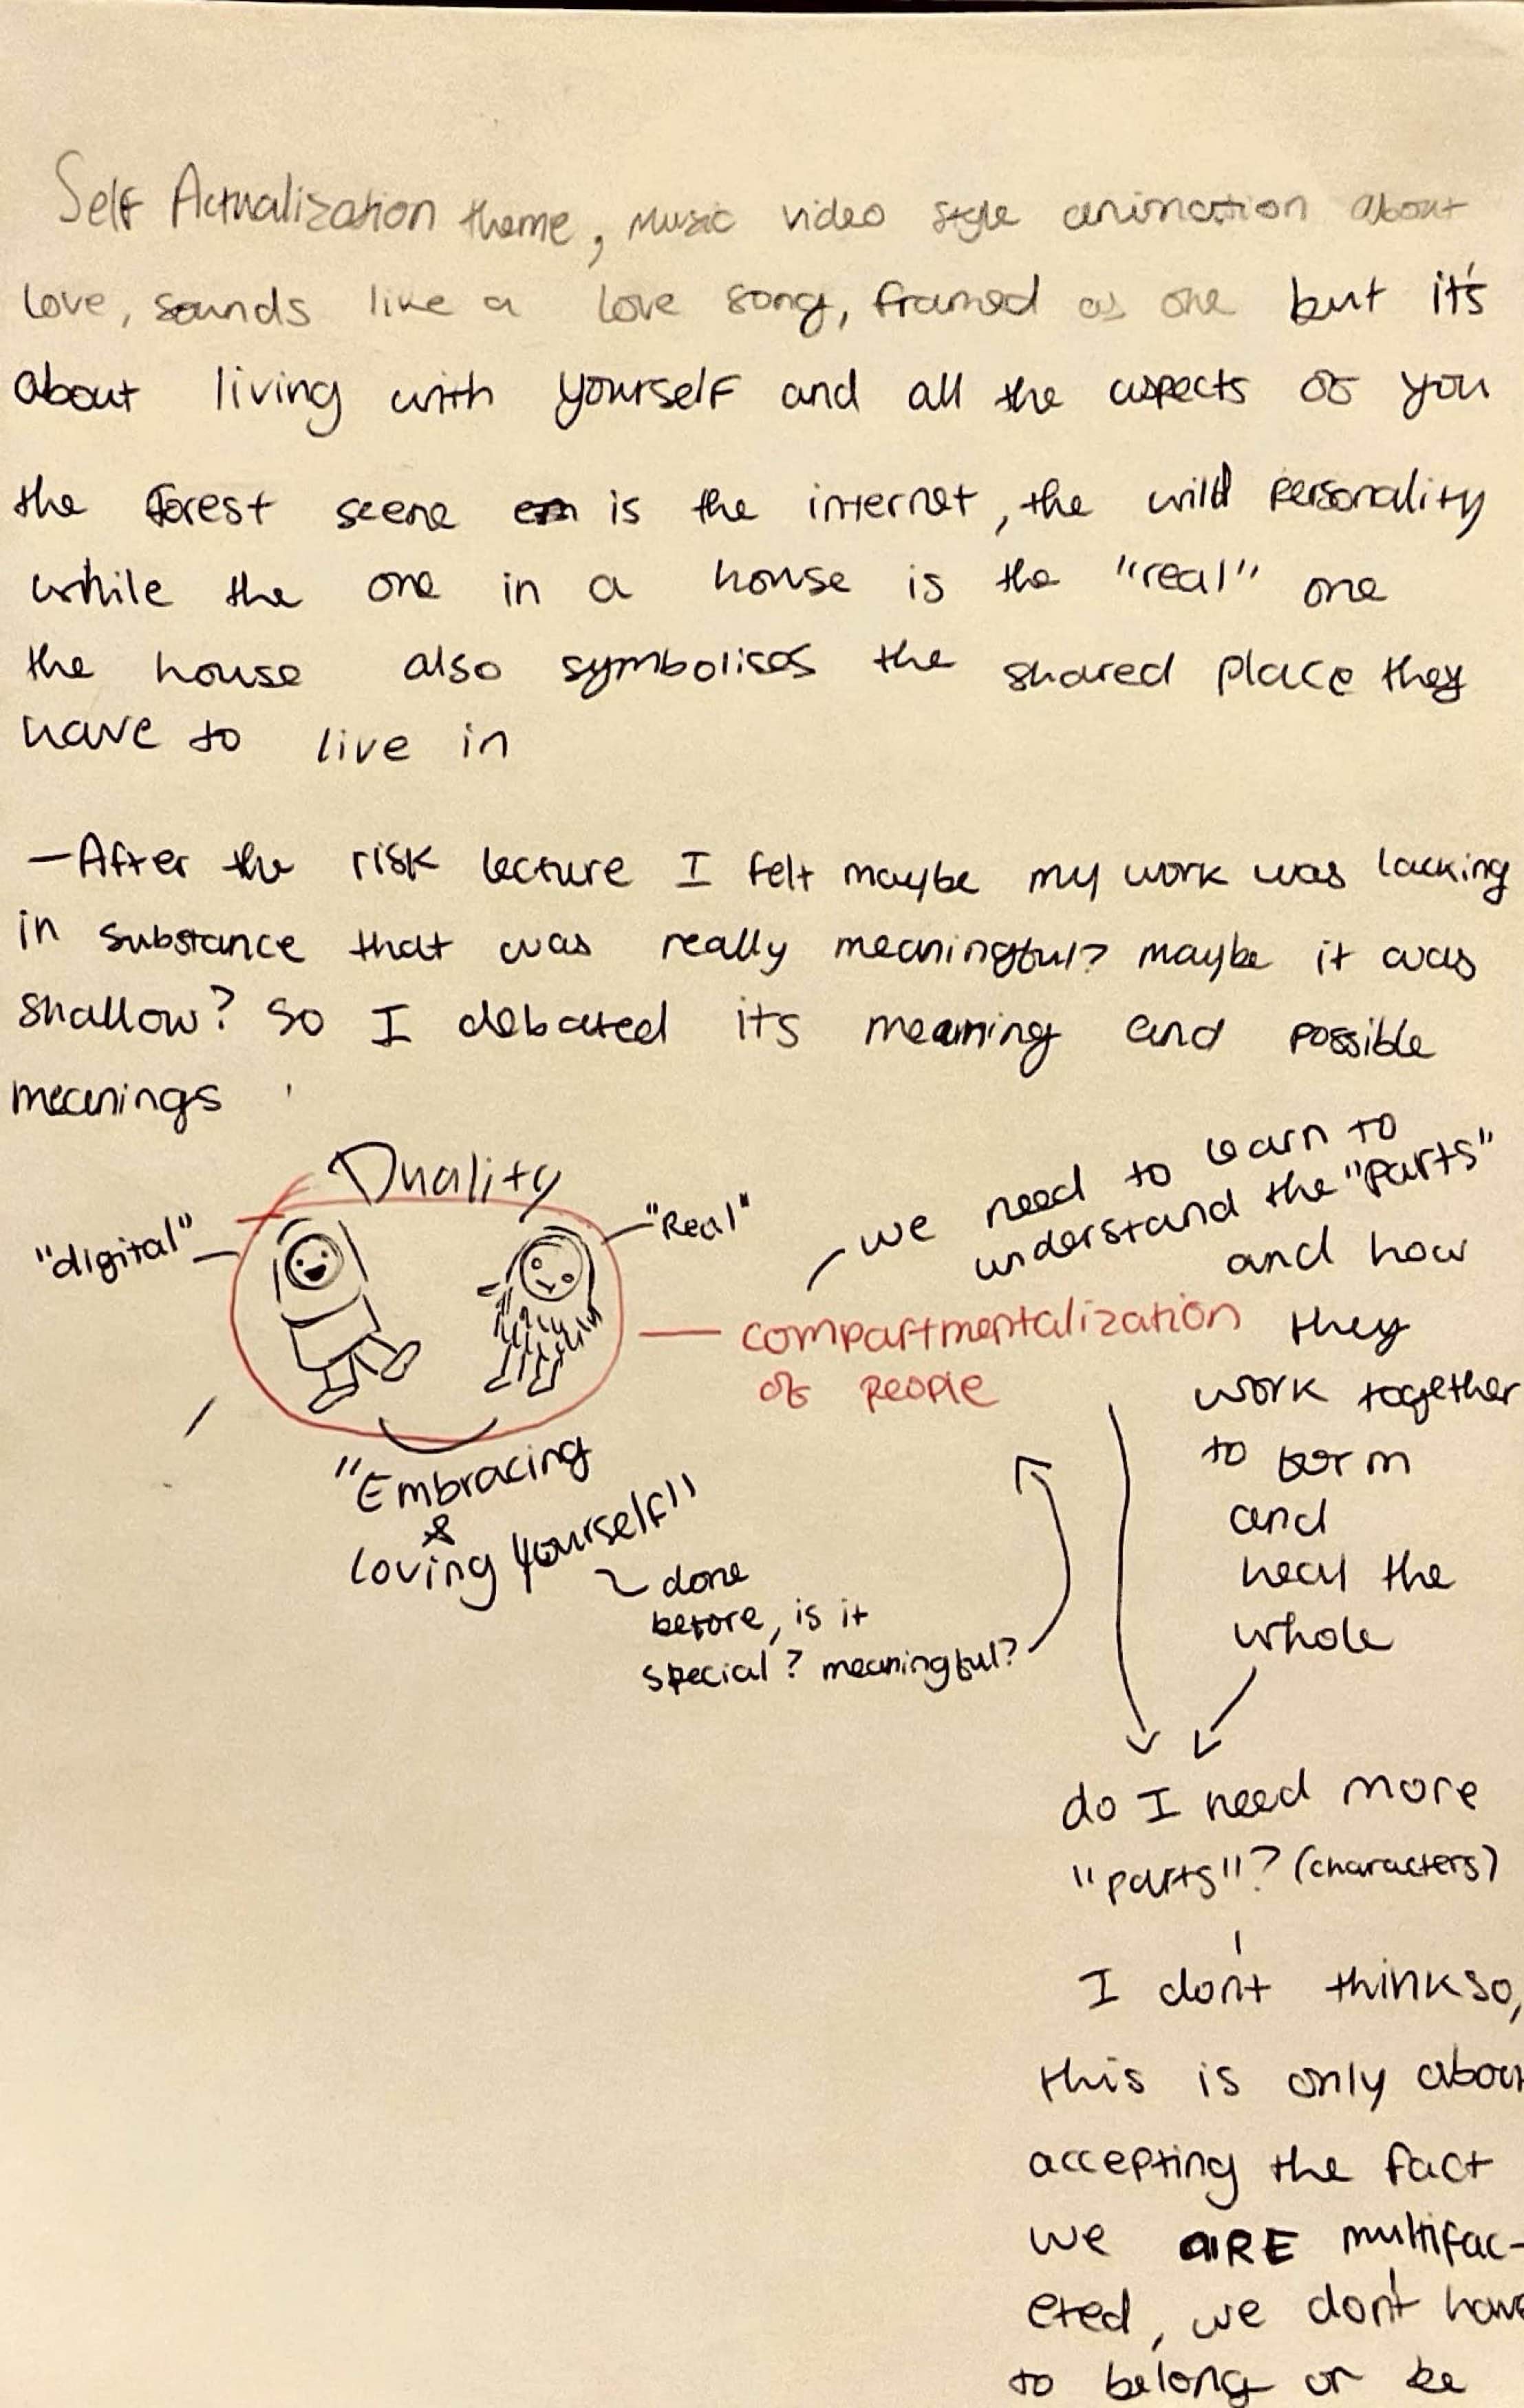 Self Actualization theme, music video style animation about
love, sounds like a love song, framed as one but it's
about living with yourself and all the aspects of you
the forest scene is the internet, the wild personality
while the one in a house is the "real" one
the house also symbolises the shared place they
have to live in
—After the risk lecture I felt maybe my work was lacking
in substance that was really meaningful? maybe it was
shallow? So I debated its meaning and possible
meanings
Duality
"digital"
"Real"
"Embracing
&
loving yourself"
done
before, is it
special? meaningful?
compartmentalization
of people
we need to learn to
understand the "parts"
and how
they
work together
to form
and
heal the
whole
do I need more
"parts"? (characters)
I don't think so,
this is only abou
accepting the fact
we ARE multifac-
eted, we don't have
to belong or be